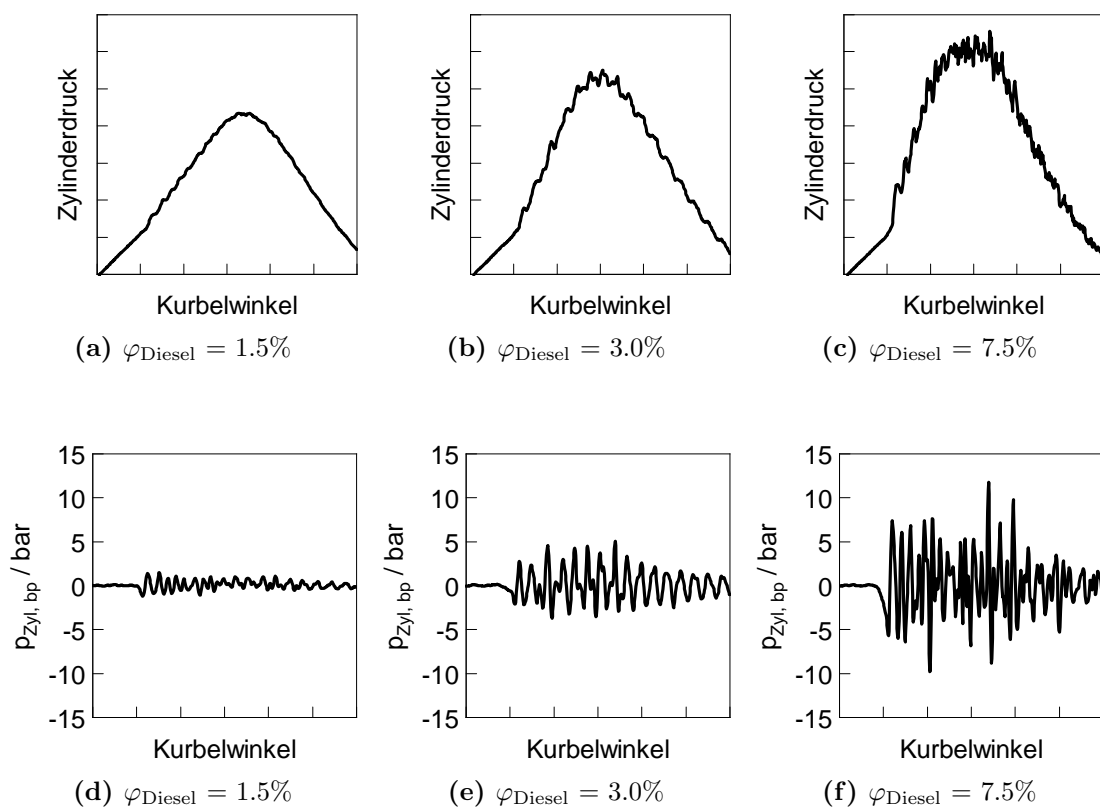 Zylinderdruck
Kurbelwinkel
(a) φDiesel = 1.5%
Zylinderdruck
Kurbelwinkel
(b) φDiesel = 3.0%
Zylinderdruck
Kurbelwinkel
(c) φDiesel = 7.5%
pZyl, bp / bar
15
10
5
0
-5
-10
-15
Kurbelwinkel
(d) φDiesel = 1.5%
pZyl, bp / bar
15
10
5
0
-5
-10
-15
Kurbelwinkel
(e) φDiesel = 3.0%
pZyl, bp / bar
15
10
5
0
-5
-10
-15
Kurbelwinkel
(f) φDiesel = 7.5%